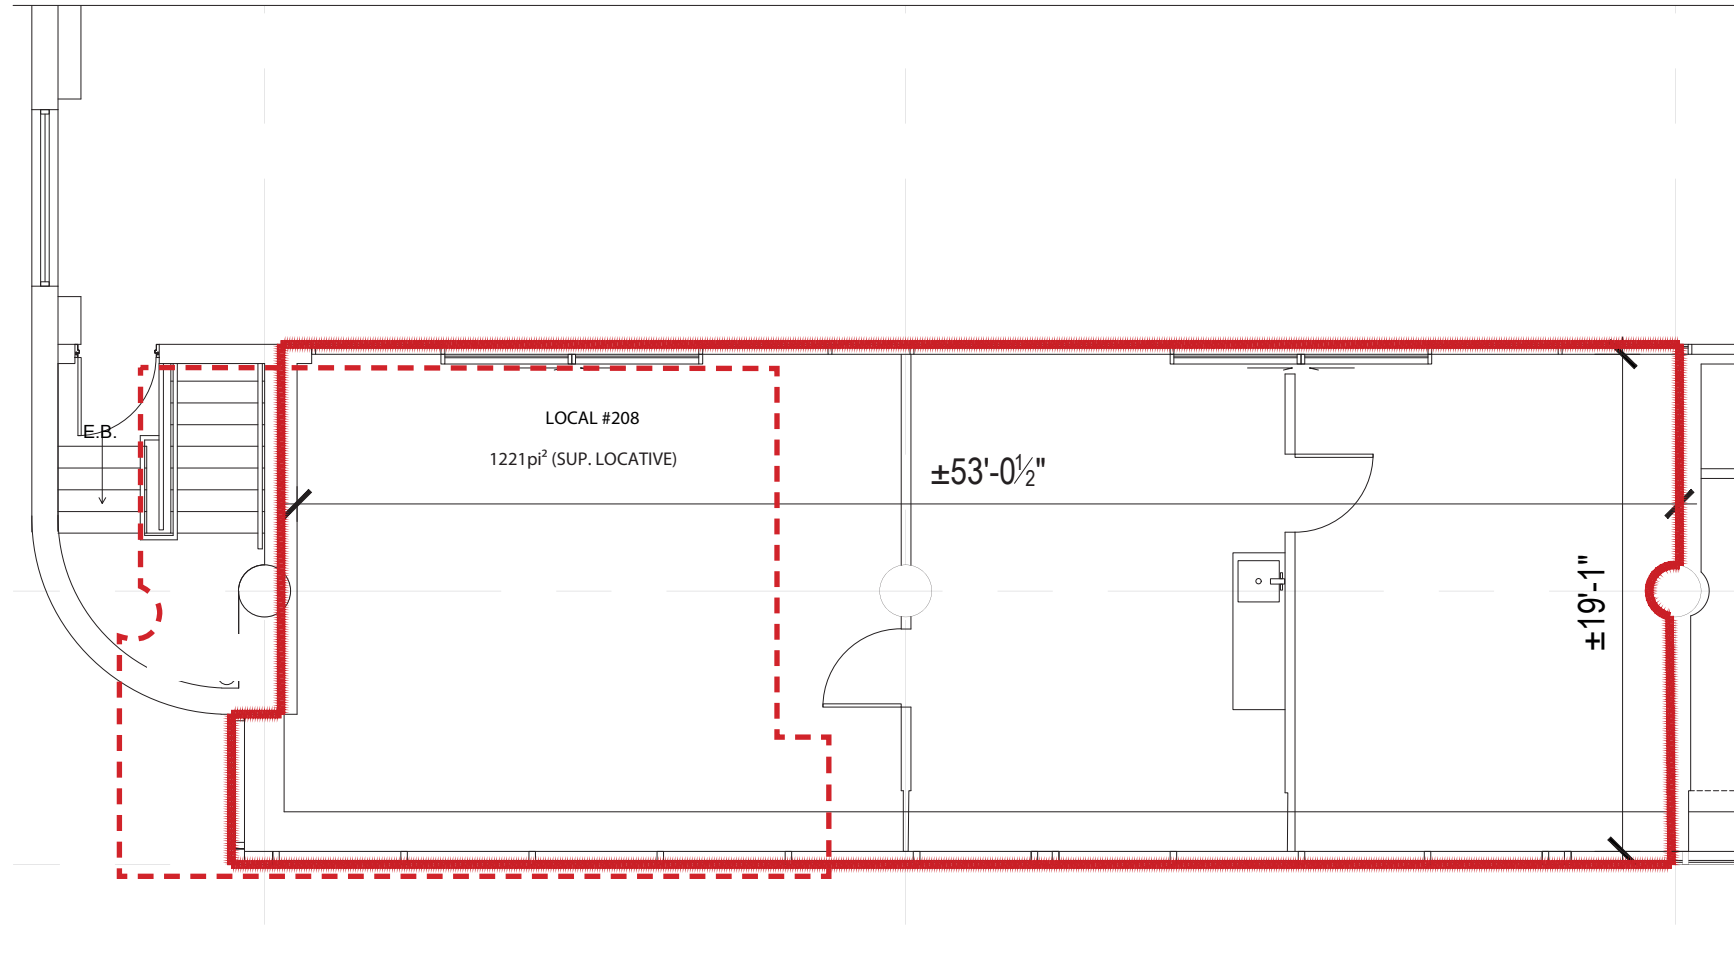 LOCAL #208
1221pi² (SUP. LOCATIVE)
E.B.
±53'-0½"
±19'-1"